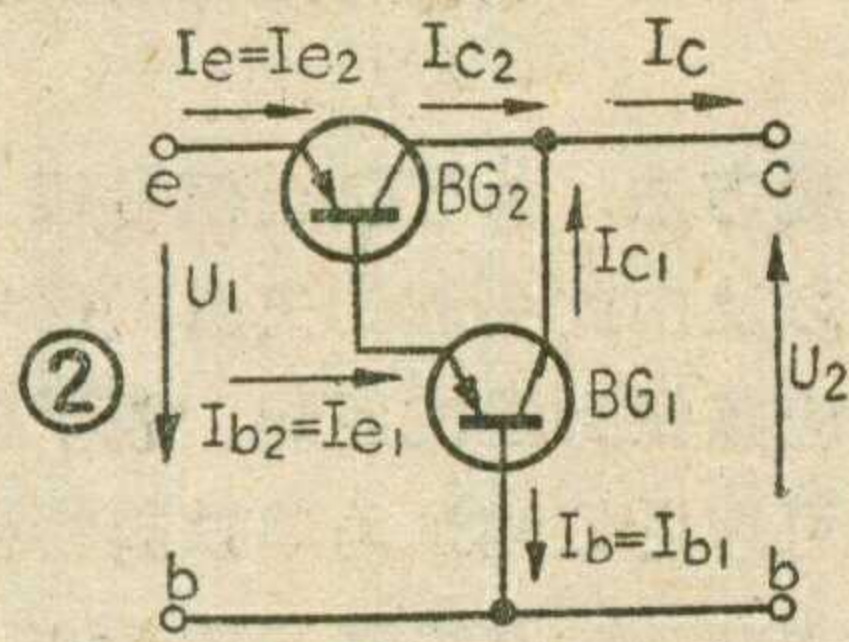 Ie=Ie2 Ic2 Ic
e BG2 c
U1 Ic1
② BG1 U2
Ib2=Ie1
Ib=Ib1
b b